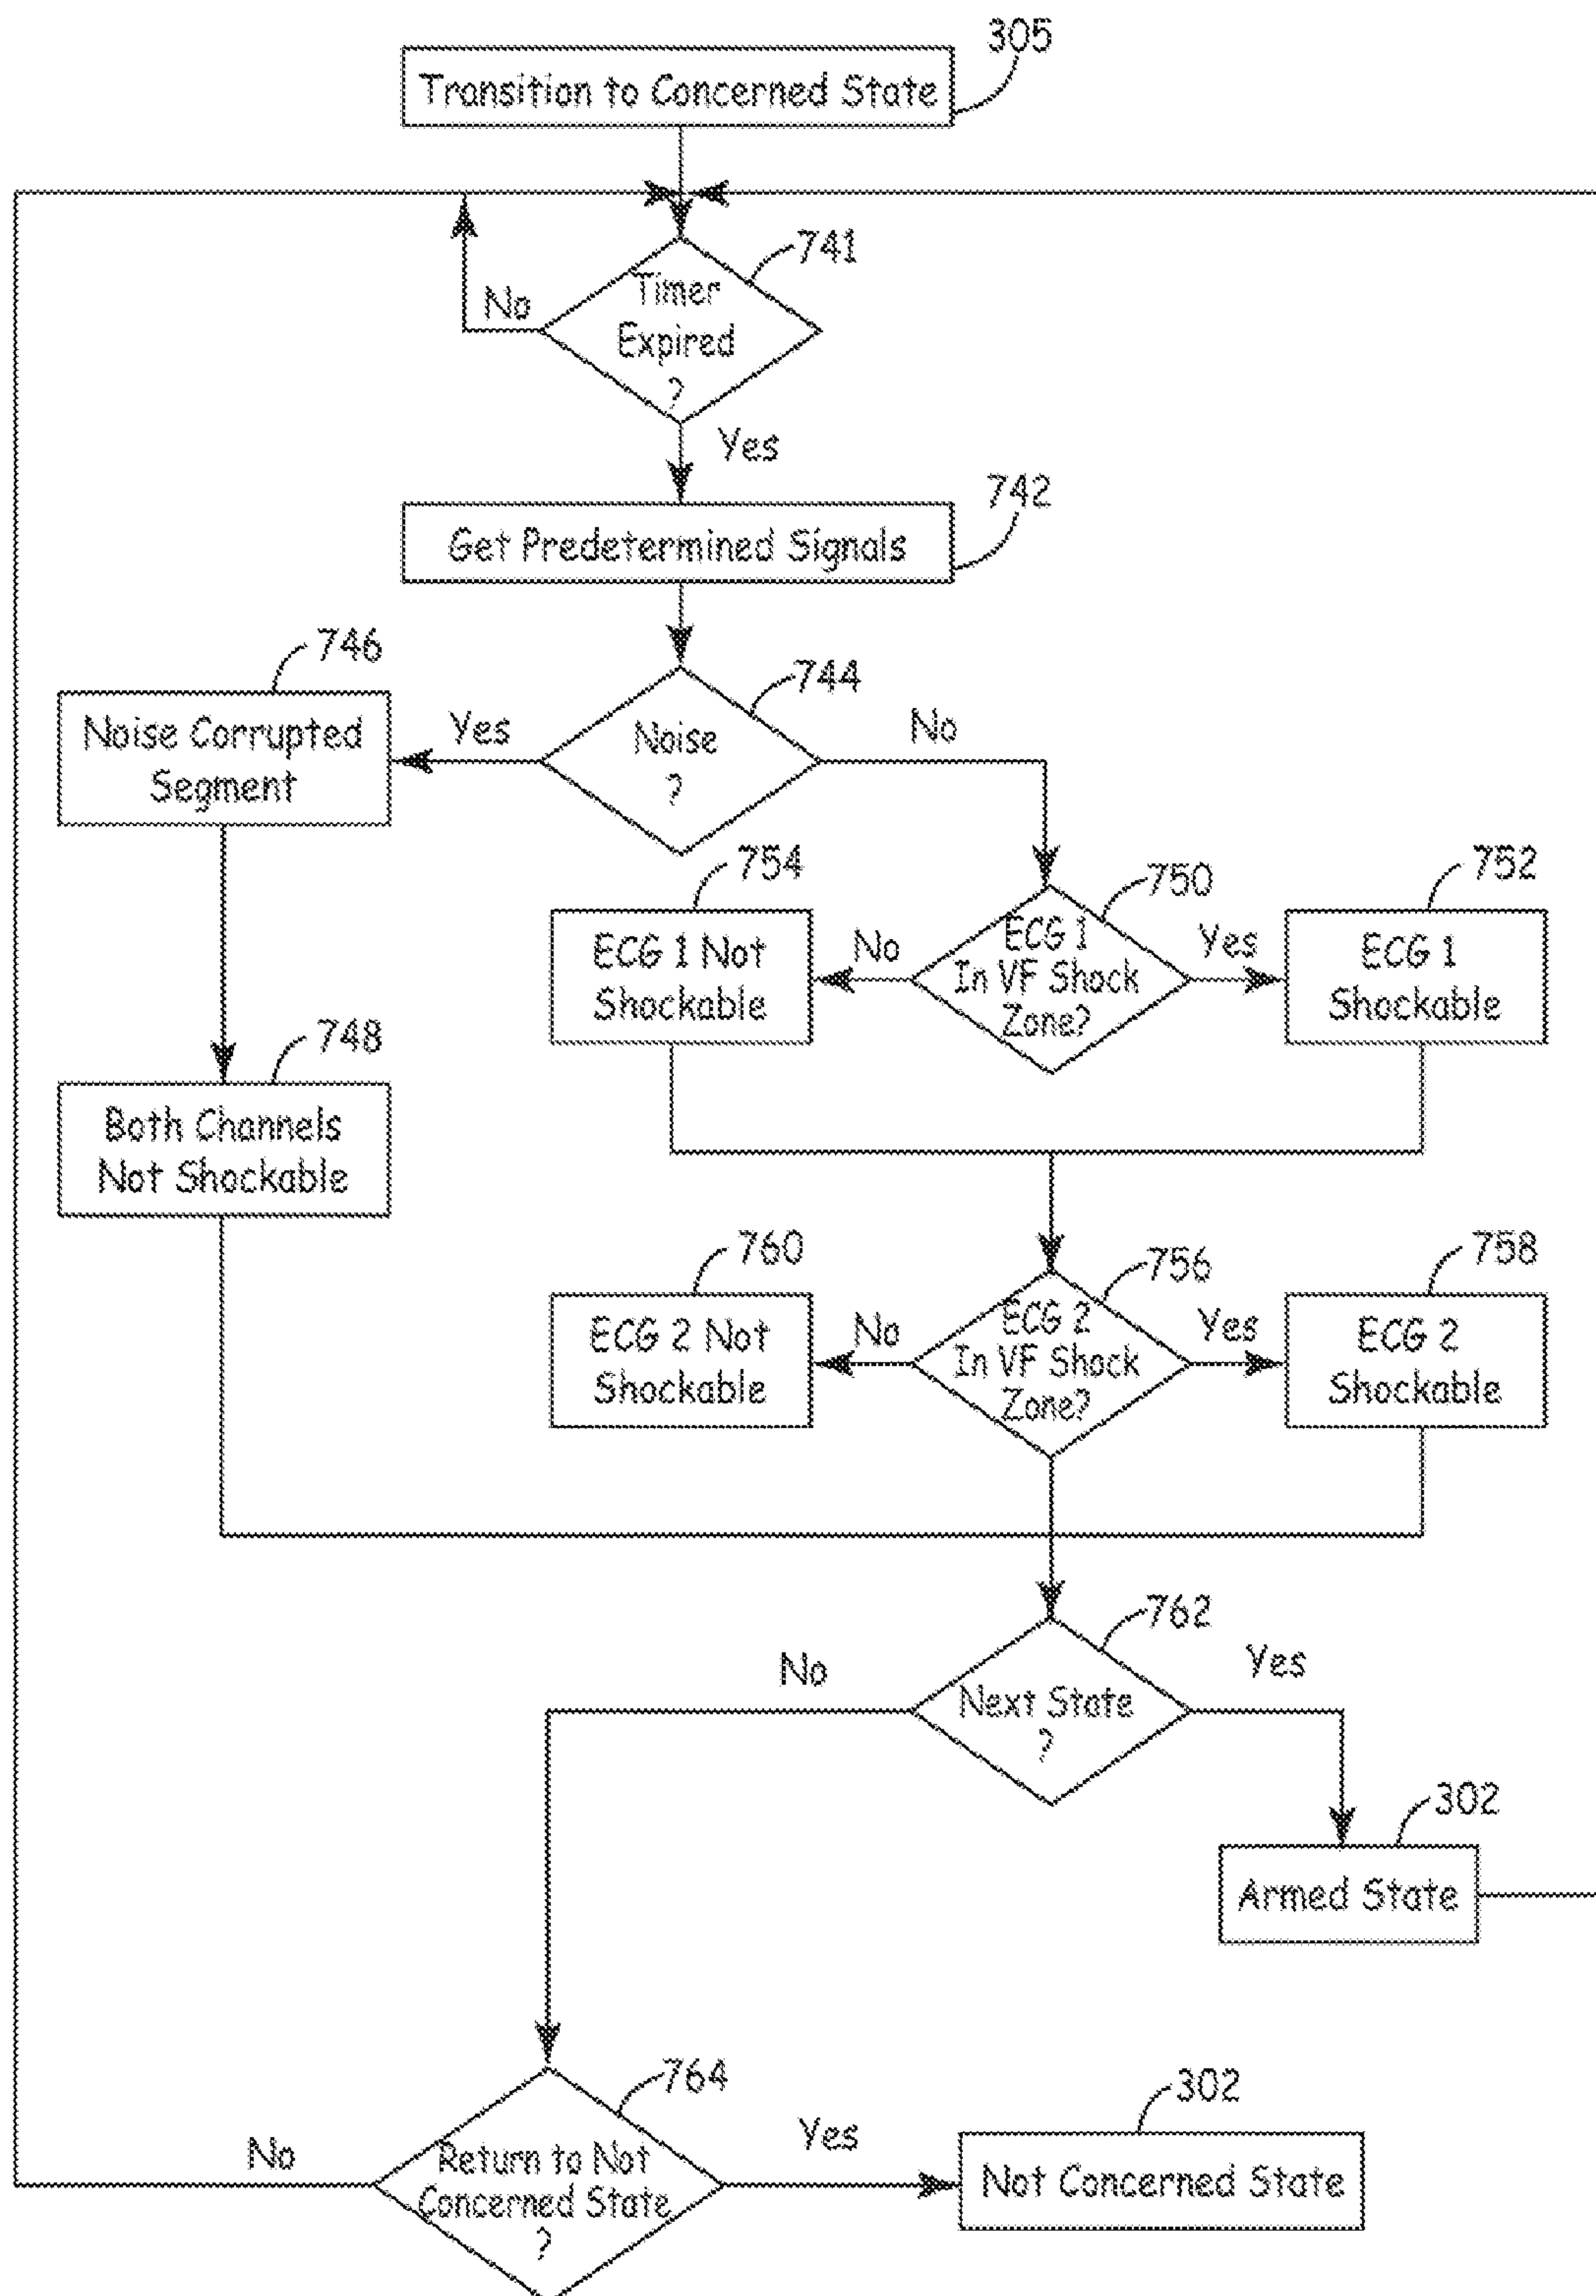 305
Transition to Concerned State
741
Timer
Expired
?
No
Yes
742
Get Predetermined Signals
746
744
Noise Corrupted
Segment
Yes
Noise
?
No
754
750
752
ECG 1 Not
Shockable
No
ECG 1
In VF Shock
Zone?
Yes
ECG 1
Shockable
748
Both Channels
Not Shockable
760
756
758
ECG 2 Not
Shockable
No
ECG 2
In VF Shock
Zone?
Yes
ECG 2
Shockable
762
No
Next State
?
Yes
302
Armed State
764
302
No
Return to Not
Concerned State
?
Yes
Not Concerned State